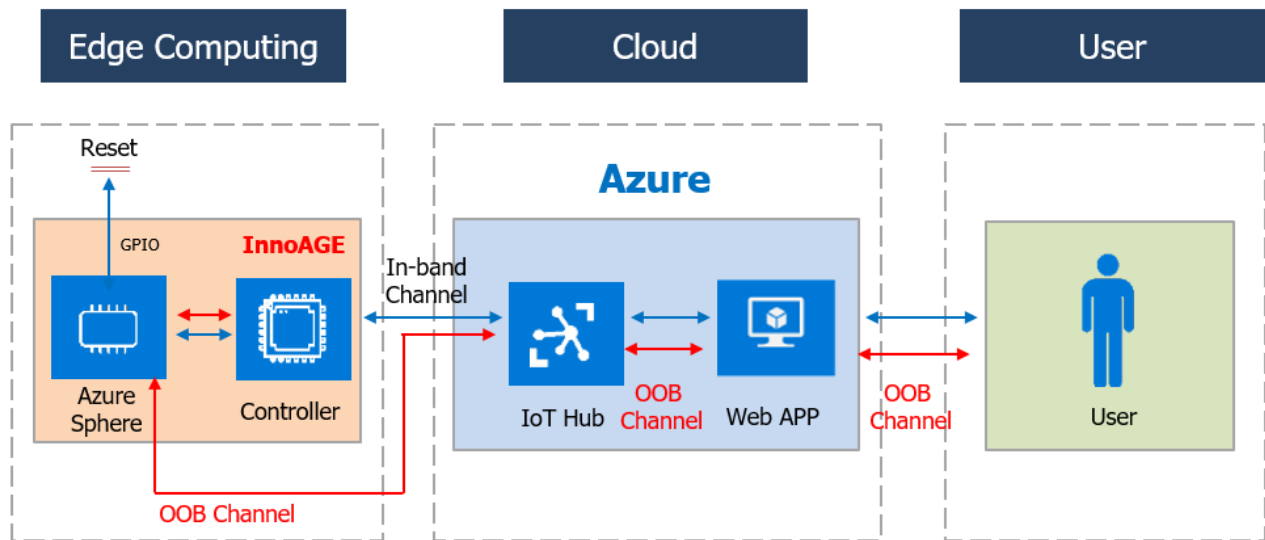 Edge Computing
Cloud
User
Reset
GPIO
InnoAGE
Azure
Sphere
Controller
OOB Channel
In-band
Channel
Azure
IoT Hub
OOB
Channel
Web APP
OOB
Channel
User